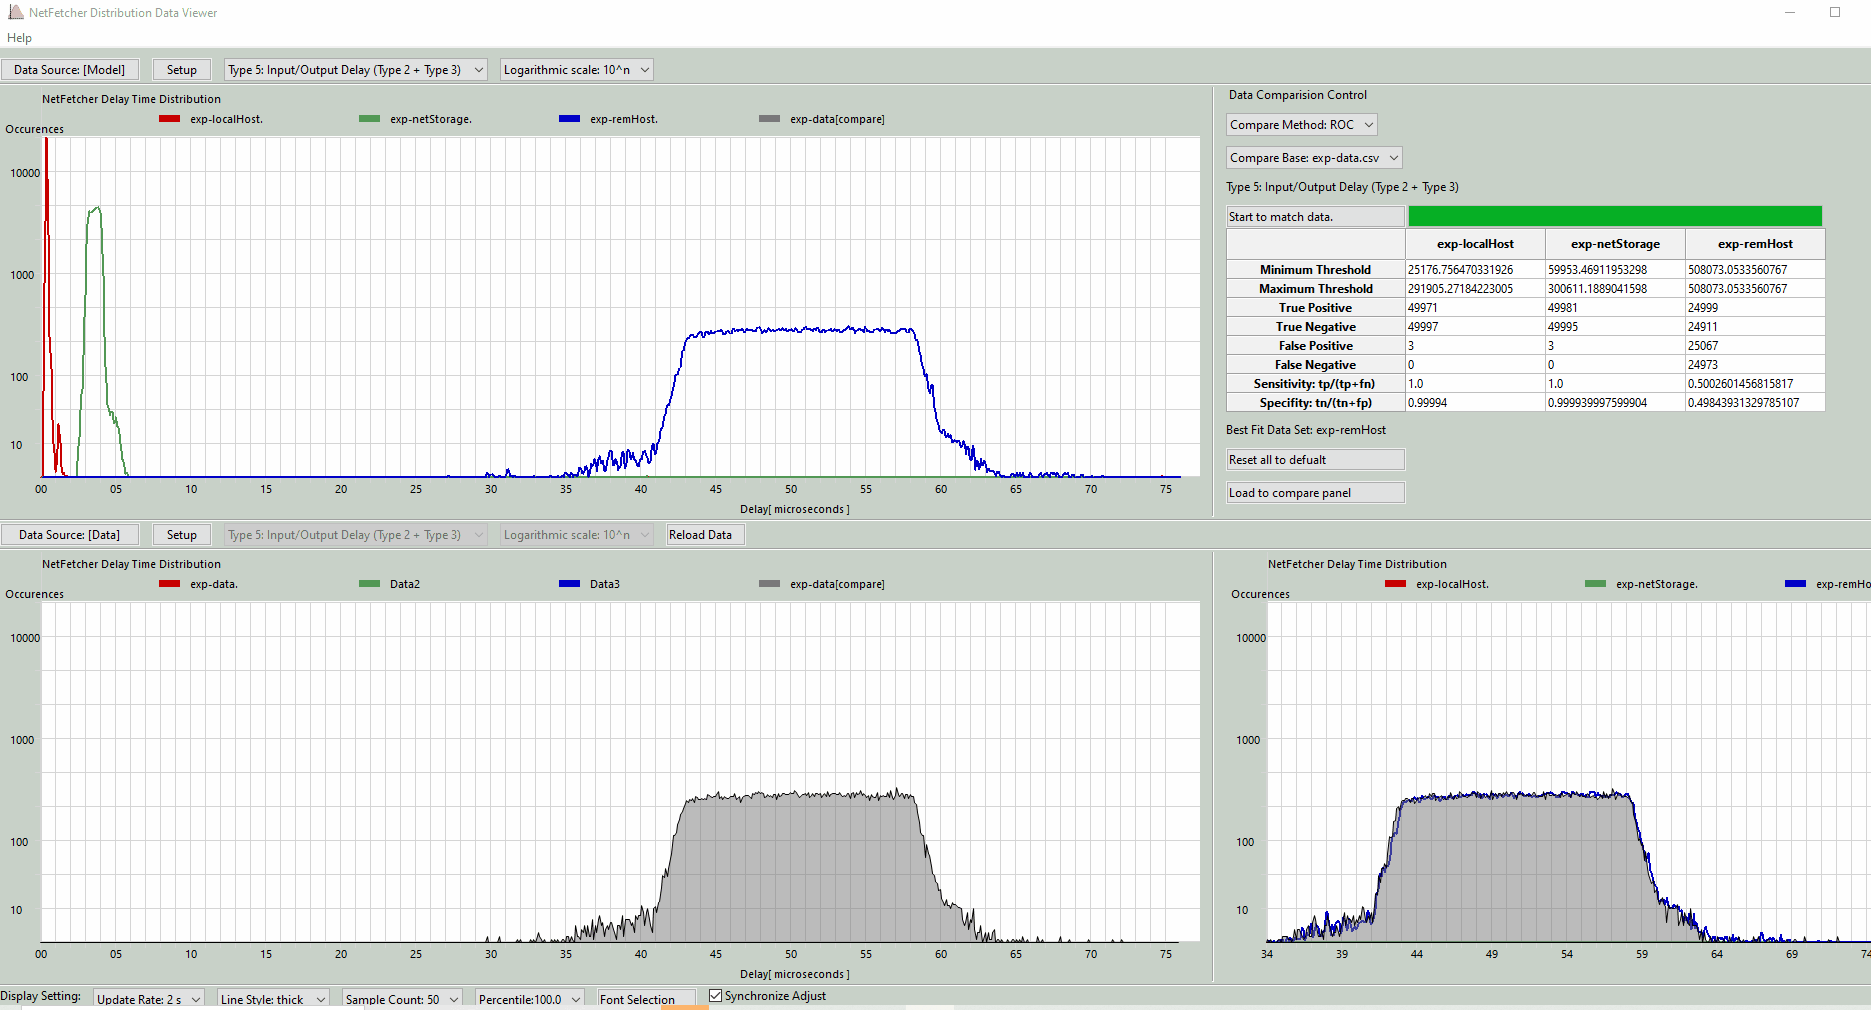 NetFetcher Distribution Data Viewer
Help
Data Source: [Model] Setup Type 5: Input/Output Delay (Type 2 + Type 3) Logarithmic scale: 10^n
NetFetcher Delay Time Distribution
exp-localHost. exp-netStorage. exp-remHost. exp-data[compare]
Occurences
10000
1000
100
10
00 05 10 15 20 25 30 35 40 45 50 55 60 65 70 75
Delay[ microseconds ]
Data Comparision Control
Compare Method: ROC
Compare Base: exp-data.csv
Type 5: Input/Output Delay (Type 2 + Type 3)
Start to match data.
exp-localHost exp-netStorage exp-remHost
Minimum Threshold 25176.756470331926 59953.46911953298 508073.0533560767
Maximum Threshold 291905.27184223005 300611.1889041598 508073.0533560767
True Positive 49971 49981 24999
True Negative 49997 49995 24911
False Positive 3 3 25067
False Negative 0 0 24973
Sensitivity: tp/(tp+fn) 1.0 1.0 0.5002601456815817
Specifity: tn/(tn+fp) 0.99994 0.999939997599904 0.49843931329785107
Best Fit Data Set: exp-remHost
Reset all to defualt
Load to compare panel
Data Source: [Data] Setup Type 5: Input/Output Delay (Type 2 + Type 3) Logarithmic scale: 10^n Reload Data
NetFetcher Delay Time Distribution
exp-data. Data2 Data3 exp-data[compare]
Occurences
10000
1000
100
10
00 05 10 15 20 25 30 35 40 45 50 55 60 65 70 75
Delay[ microseconds ]
NetFetcher Delay Time Distribution
exp-localHost. exp-netStorage. exp-remHo
Occurences
10000
1000
100
10
34 39 44 49 54 59 64 69 74
Display Setting: Update Rate: 2 s Line Style: thick Sample Count: 50 Percentile:100.0 Font Selection Synchronize Adjust